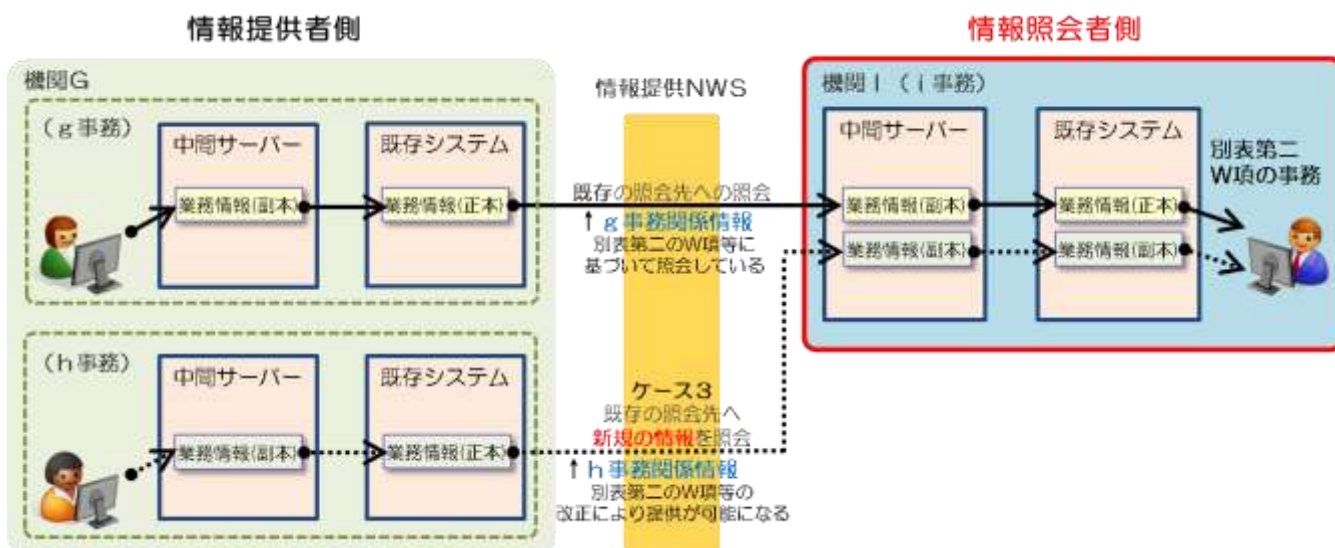 情報提供者側
情報照会者側
機関G
(g事務)
中間サーバー
既存システム
業務情報(副本)
業務情報(正本)
(h事務)
中間サーバー
既存システム
業務情報(副本)
業務情報(正本)
情報提供NWS
既存の照会先への照会
↑g事務関係情報
別表第二のW項等に
基づいて照会している
ケース3
既存の照会先へ
新規の情報を照会
↑h事務関係情報
別表第二のW項等の
改正により提供が可能になる
機関I(i事務)
中間サーバー
既存システム
業務情報(副本)
業務情報(正本)
業務情報(副本)
業務情報(副本)
別表第二
W項の事務